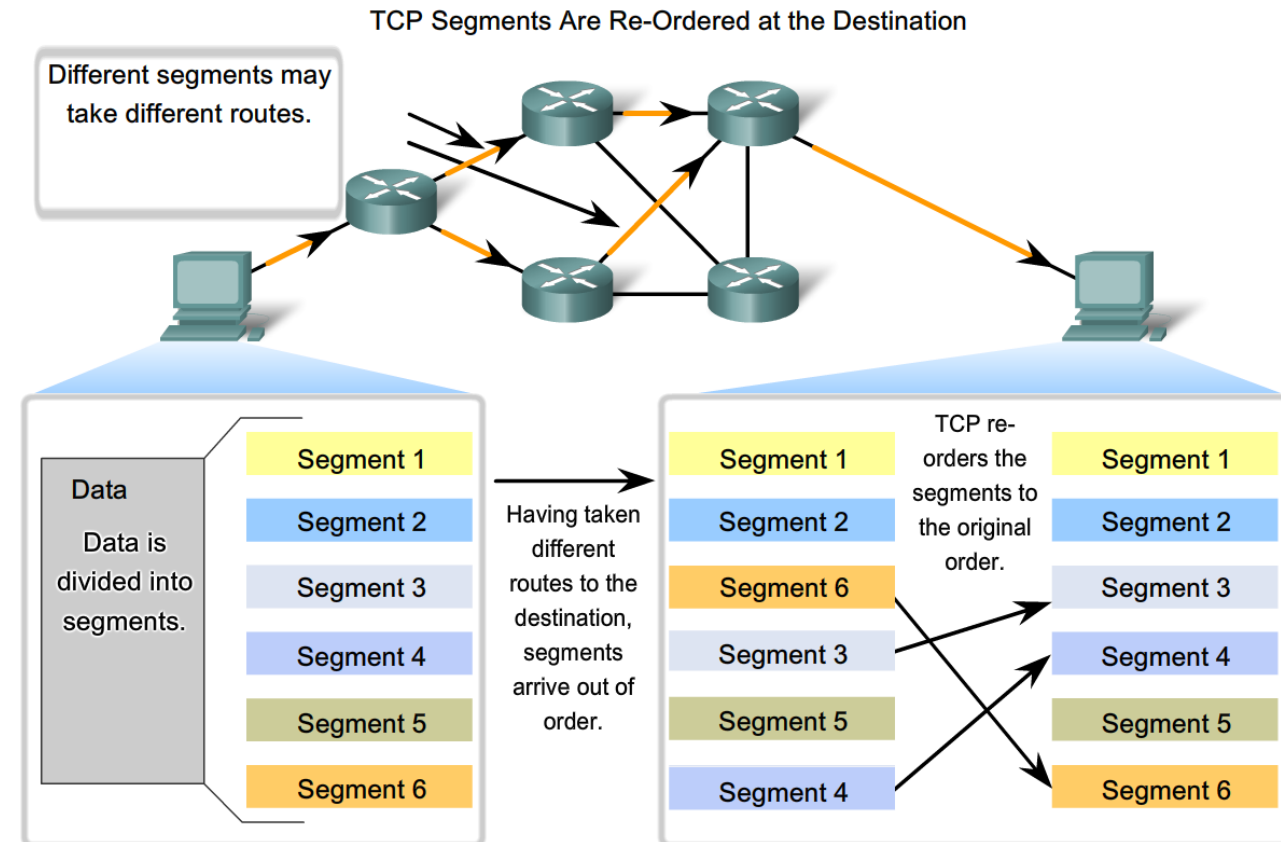 TCP Segments Are Re-Ordered at the Destination
Different segments may
take different routes.
Data
Data is
divided into
segments.
Segment 1
Segment 2
Segment 3
Segment 4
Segment 5
Segment 6
Having taken
different
routes to the
destination,
segments
arrive out of
order.
Segment 1
Segment 2
Segment 6
Segment 3
Segment 5
Segment 4
TCP re-
orders the
segments to
the original
order.
Segment 1
Segment 2
Segment 3
Segment 4
Segment 5
Segment 6